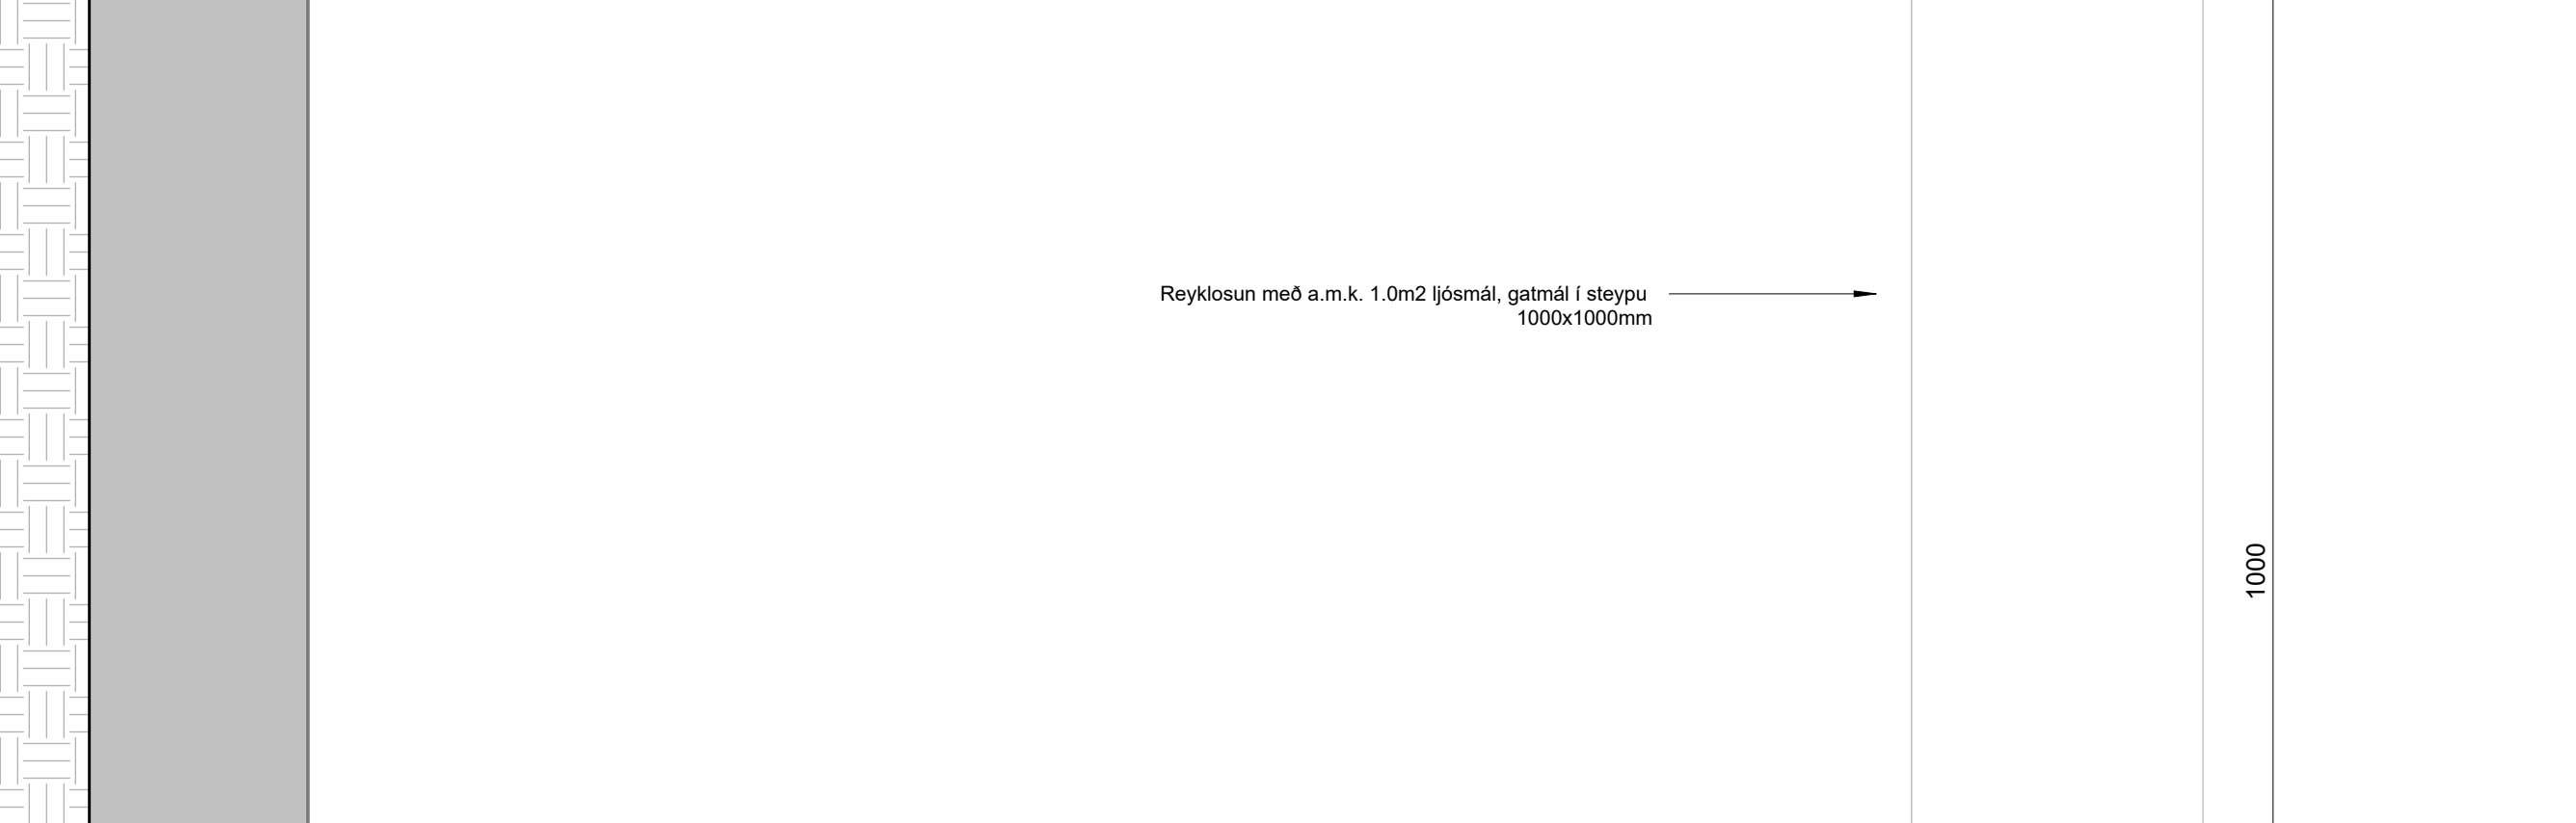 Reyklosun með a.m.k. 1.0m2 ljósmál, gatmál í steypu
1000x1000mm
1000